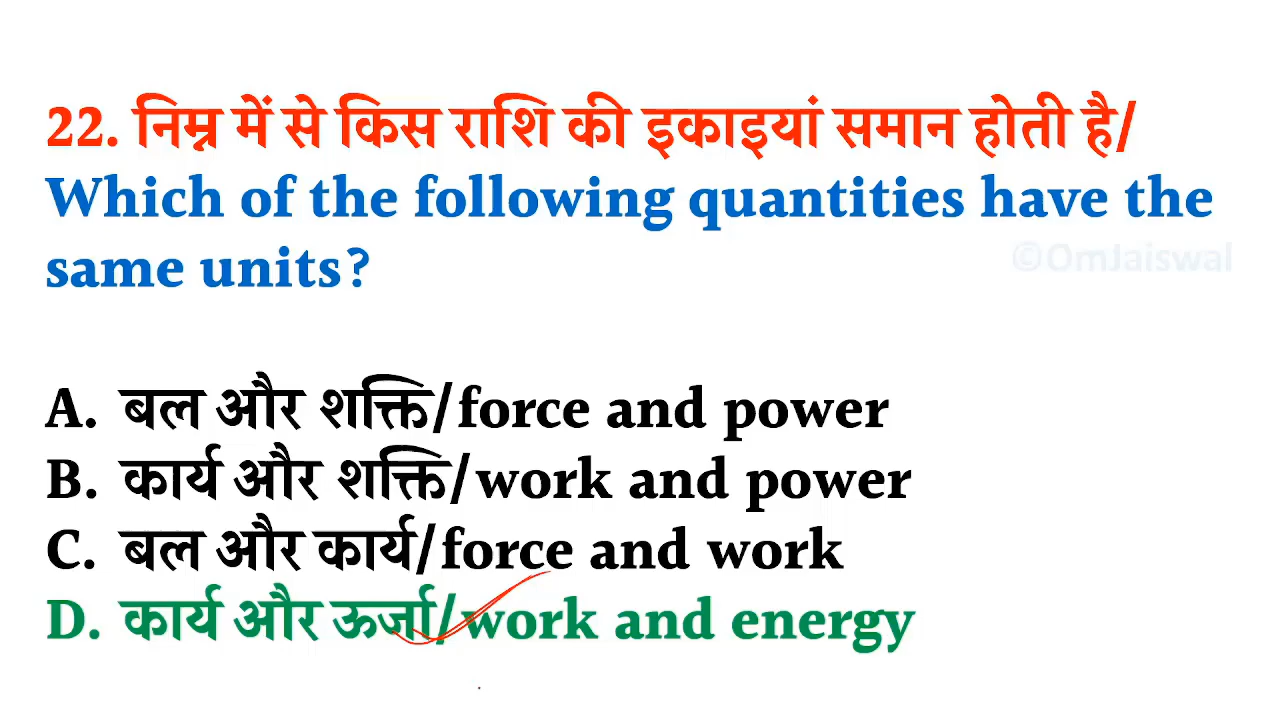 22. निम्न में से किस राशि की इकाइयां समान होती है/
Which of the following quantities have the
same units?
©OmJaiswal
A. बल और शक्ति/force and power
B. कार्य और शक्ति/work and power
C. बल और कार्य/force and work
D. कार्य और ऊर्जा/work and energy